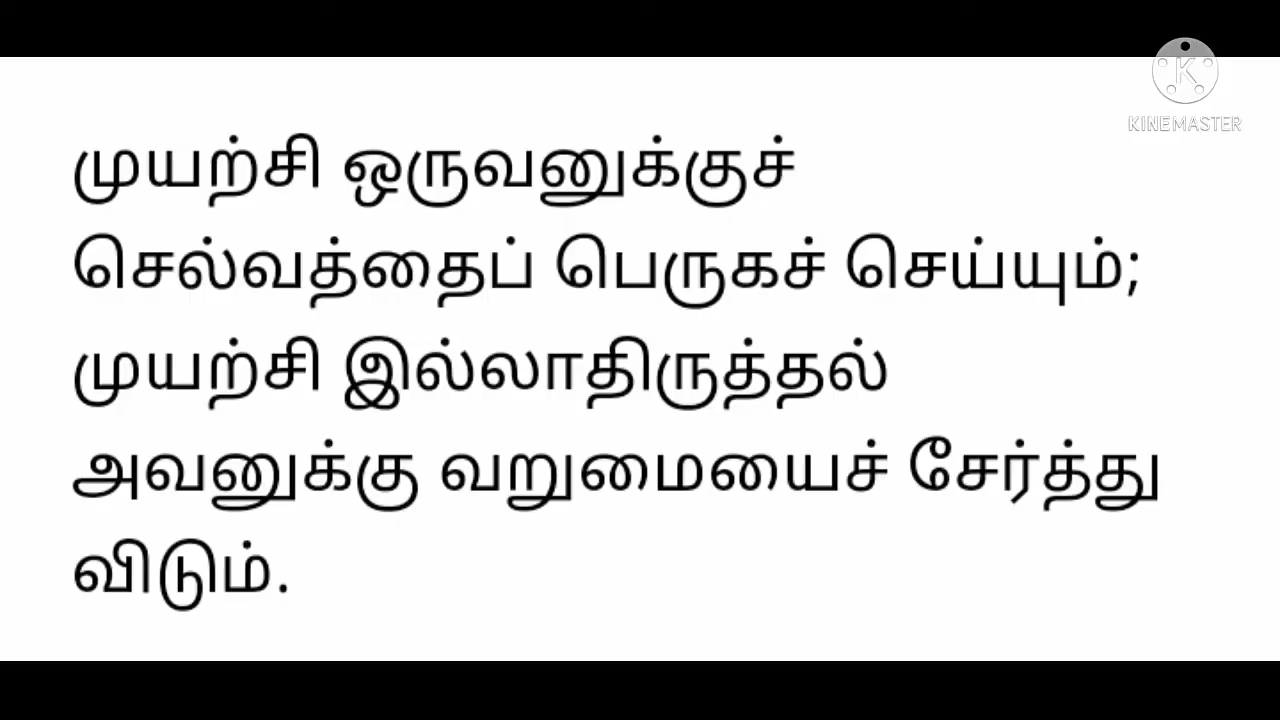 KINEMASTER
முயற்சி ஒருவனுக்குச்
செல்வத்தைப் பெருகச் செய்யும்;
முயற்சி இல்லாதிருத்தல்
அவனுக்கு வறுமையைச் சேர்த்து
விடும்.